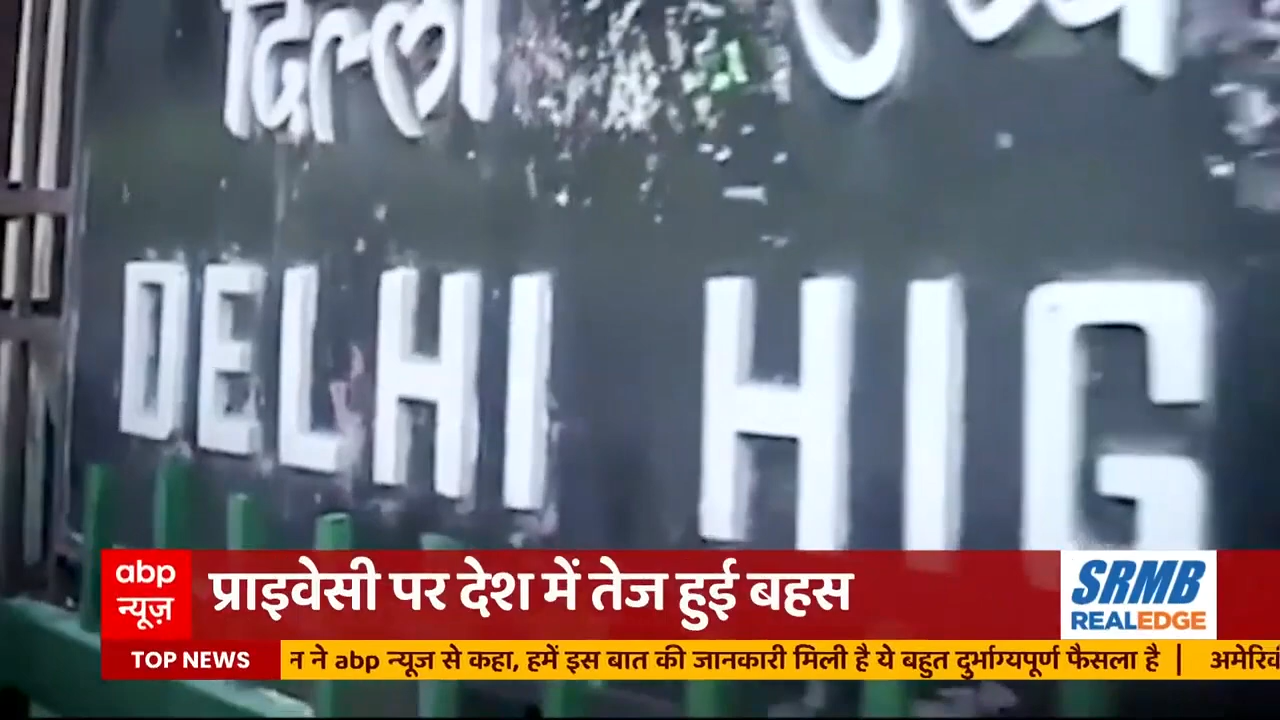 दिल्ली
DELHI HIG
abp न्यूज़
प्राइवेसी पर देश में तेज हुई बहस
SRMB
REALEDGE
TOP NEWS
न ने abp न्यूज से कहा, हमें इस बात की जानकारी मिली है ये बहुत दुर्भाग्यपूर्ण फैसला है | अमेरिकी